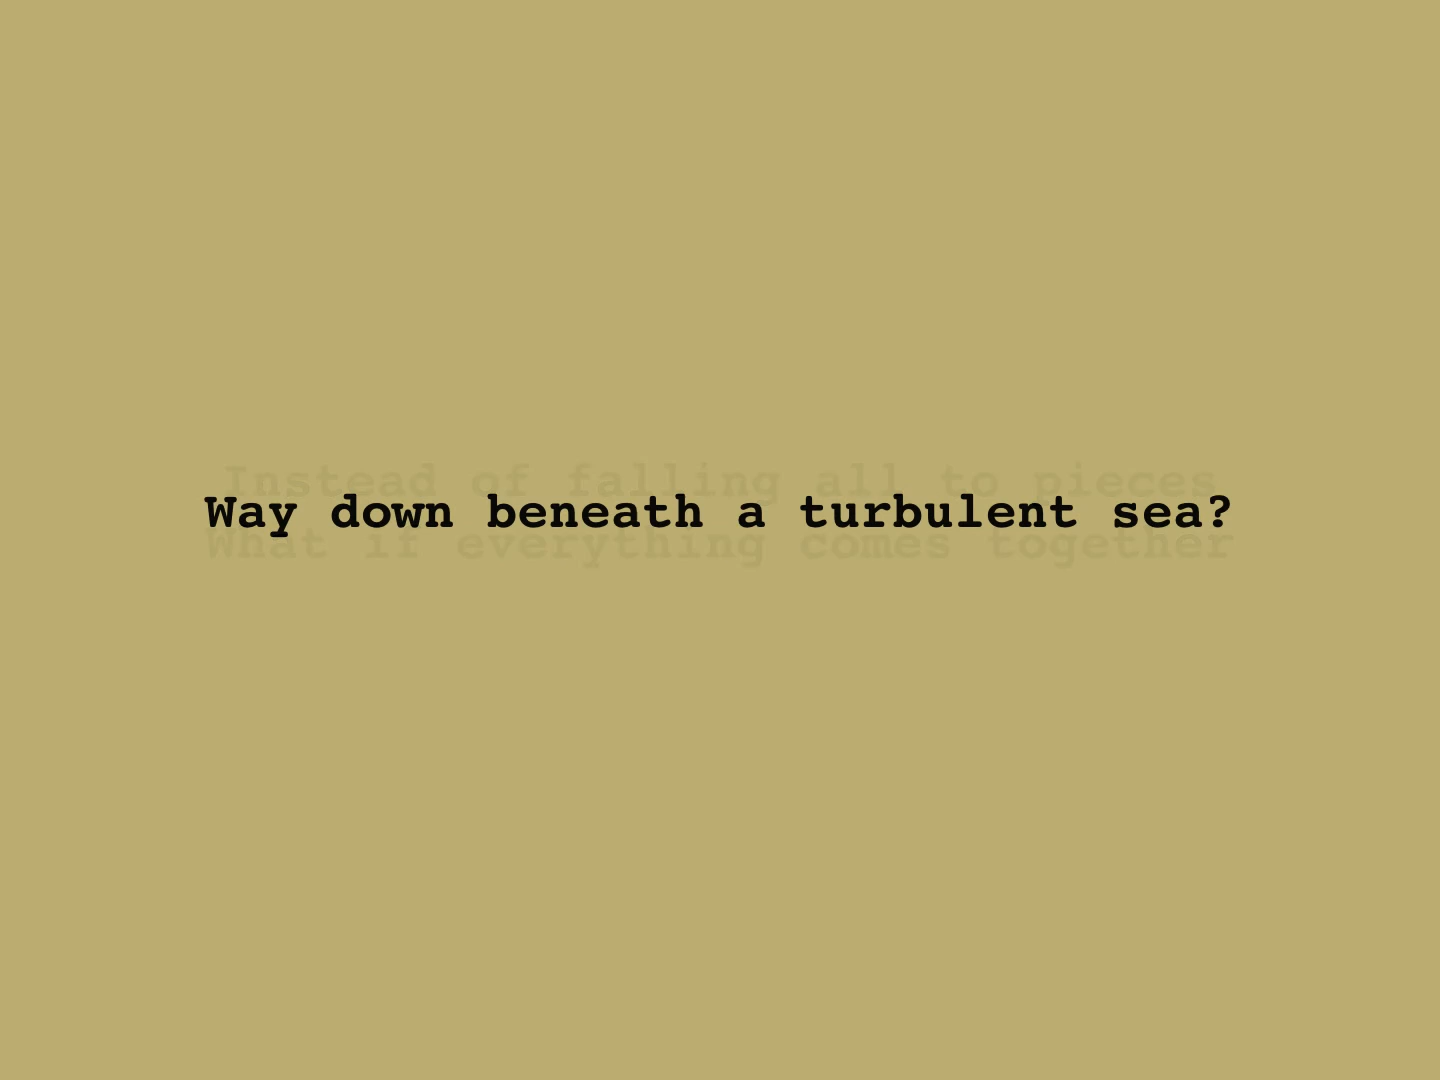 Instead of falling all to pieces
Way down beneath a turbulent sea?
What if everything comes together